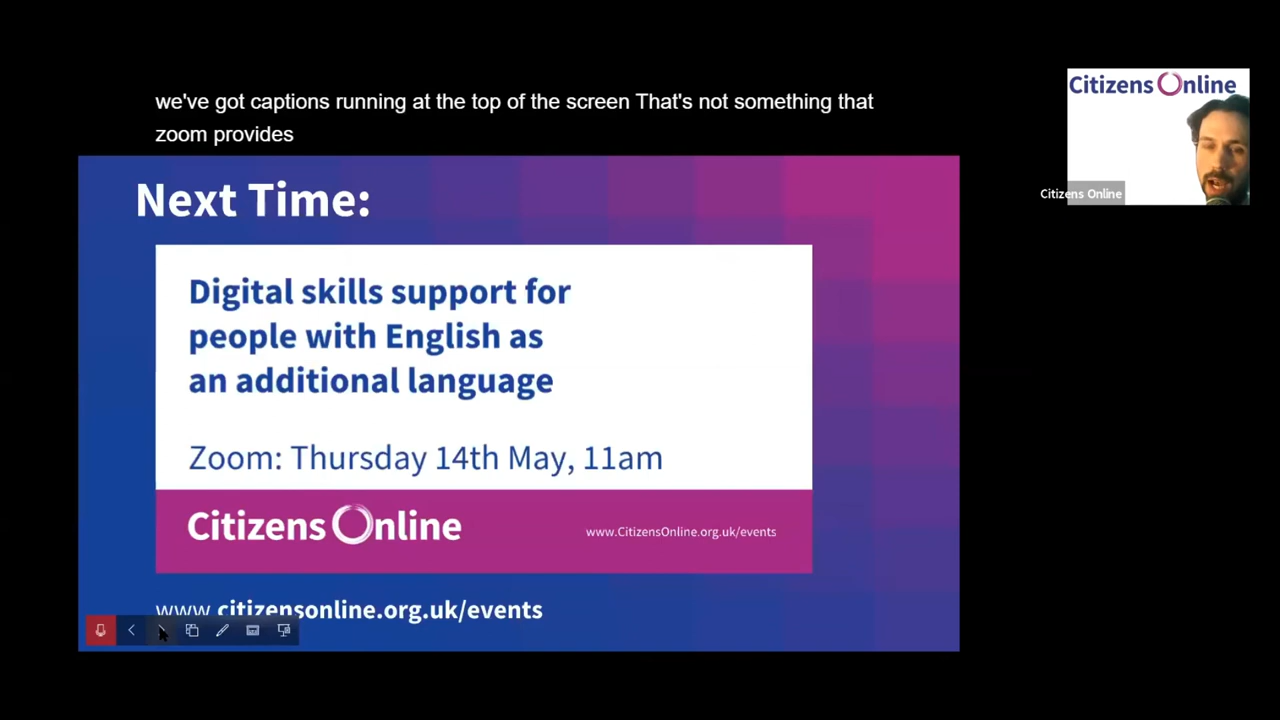 we've got captions running at the top of the screen That's not something that
zoom provides
Citizens Online
Citizens Online
Next Time:
Digital skills support for
people with English as
an additional language
Zoom: Thursday 14th May, 11am
Citizens Online
www.CitizensOnline.org.uk/events
www.citizensonline.org.uk/events